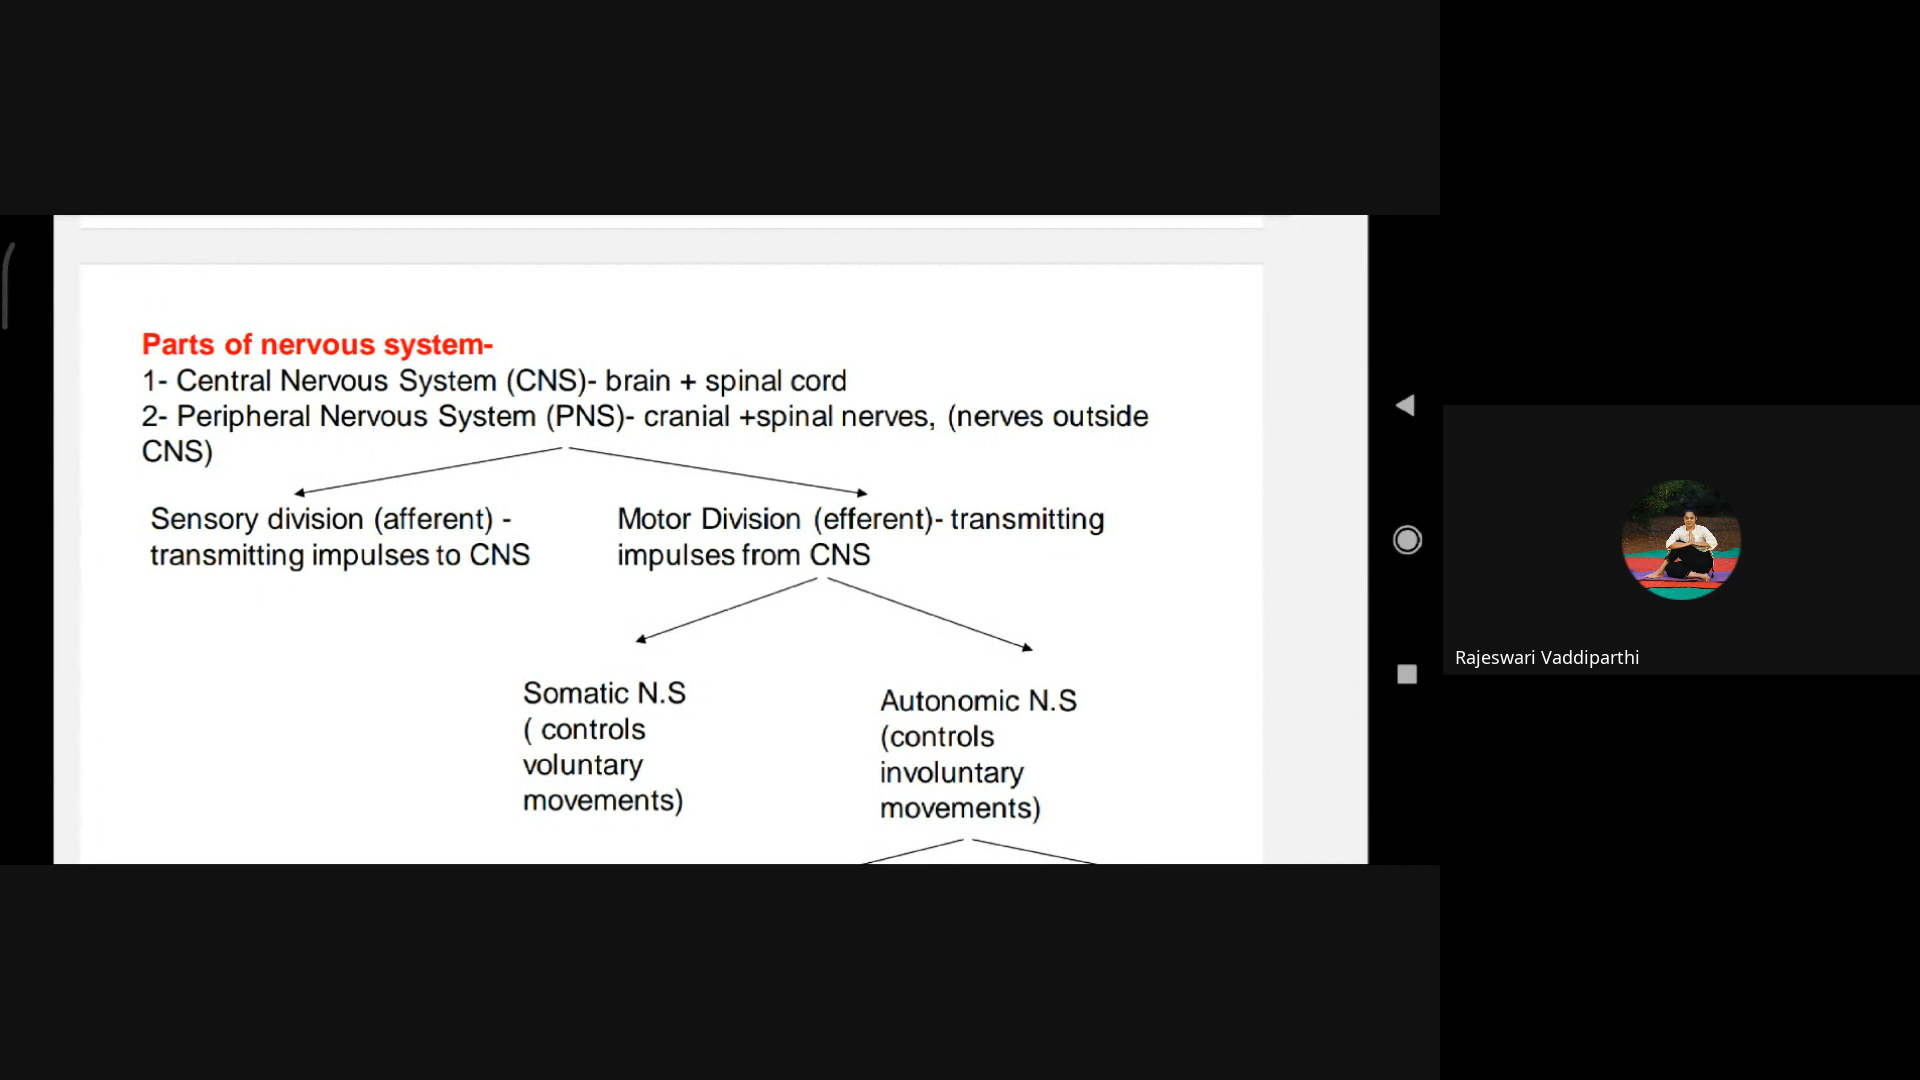 Parts of nervous system-
1- Central Nervous System (CNS)- brain + spinal cord
2- Peripheral Nervous System (PNS)- cranial +spinal nerves, (nerves outside
CNS)
Sensory division (afferent) -
transmitting impulses to CNS
Motor Division (efferent)- transmitting
impulses from CNS
Somatic N.S
( controls
voluntary
movements)
Autonomic N.S
(controls
involuntary
movements)
Rajeswari Vaddiparthi